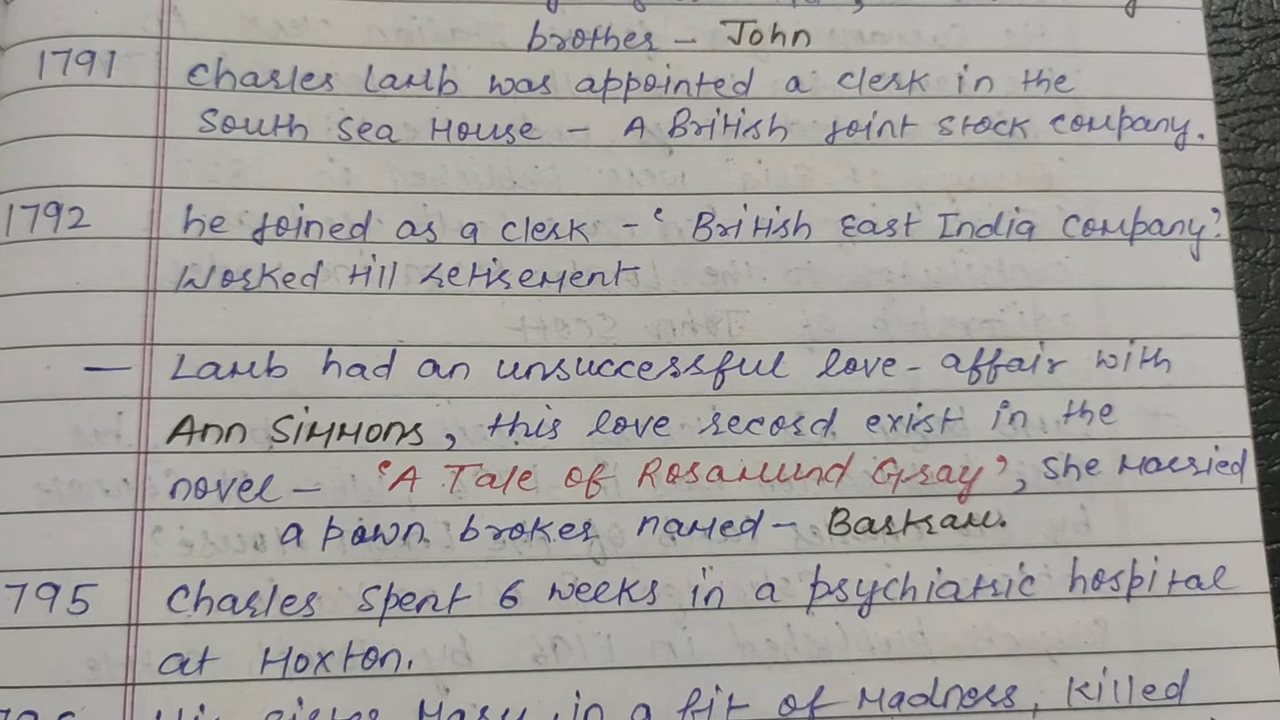 brother - John
1791 Charles Lamb was appointed a clerk in the
South Sea House - A British Joint Stock company.
1792 he joined as a clerk - 'British East India Company'.
Worked till retirement
— Lamb had an unsuccessful love-affair with
Ann Simmons, this love record exist in the
novel - 'A Tale of Rosamund Gray', she married
a pawn broker named - Bartram.
795 Charles spent 6 weeks in a psychiatric hospital
at Hoxton.
Mary in a fit of madness, killed